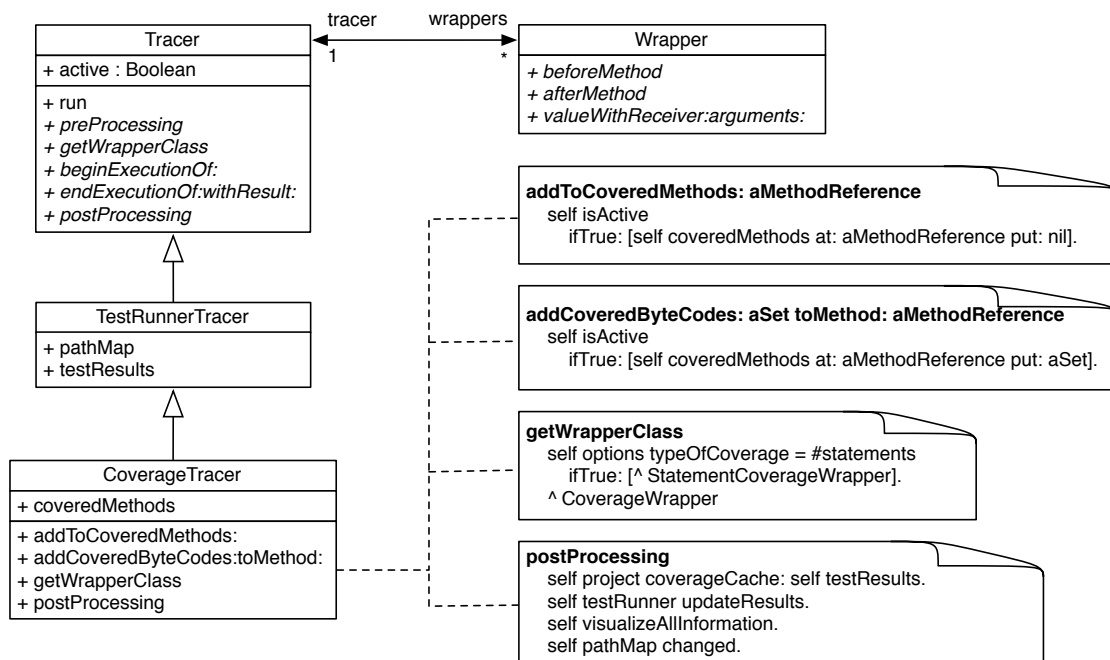 tracer
wrappers
1
*
Tracer
+ active : Boolean
+ run
+ preProcessing
+ getWrapperClass
+ beginExecutionOf:
+ endExecutionOf:withResult:
+ postProcessing
Wrapper
+ beforeMethod
+ afterMethod
+ valueWithReceiver:arguments:
addToCoveredMethods: aMethodReference
self isActive
ifTrue: [self coveredMethods at: aMethodReference put: nil].
TestRunnerTracer
+ pathMap
+ testResults
addCoveredByteCodes: aSet toMethod: aMethodReference
self isActive
ifTrue: [self coveredMethods at: aMethodReference put: aSet].
getWrapperClass
self options typeOfCoverage = #statements
ifTrue: [^ StatementCoverageWrapper].
^ CoverageWrapper
CoverageTracer
+ coveredMethods
+ addToCoveredMethods:
+ addCoveredByteCodes:toMethod:
+ getWrapperClass
+ postProcessing
postProcessing
self project coverageCache: self testResults.
self testRunner updateResults.
self visualizeAllInformation.
self pathMap changed.